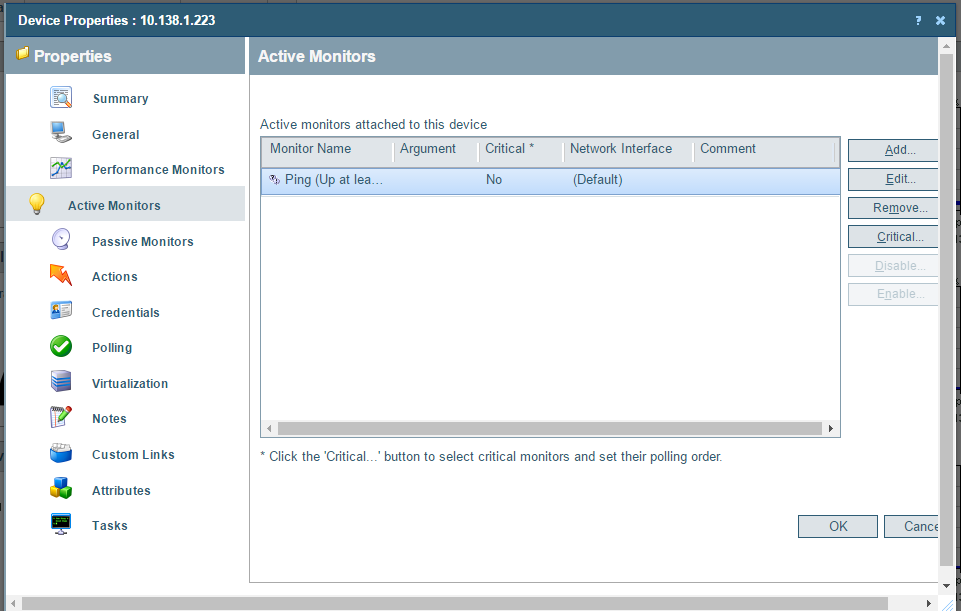 Device Properties : 10.138.1.223
?
Properties
Summary
General
Performance Monitors
Active Monitors
Passive Monitors
Actions
Credentials
Polling
Virtualization
Notes
Custom Links
Attributes
Tasks
Active Monitors
Active monitors attached to this device
Monitor Name Argument Critical * Network Interface Comment
Ping (Up at lea... No (Default)
Add...
Edit...
Remove...
Critical...
Disable...
Enable...
* Click the 'Critical...' button to select critical monitors and set their polling order.
OK Cance